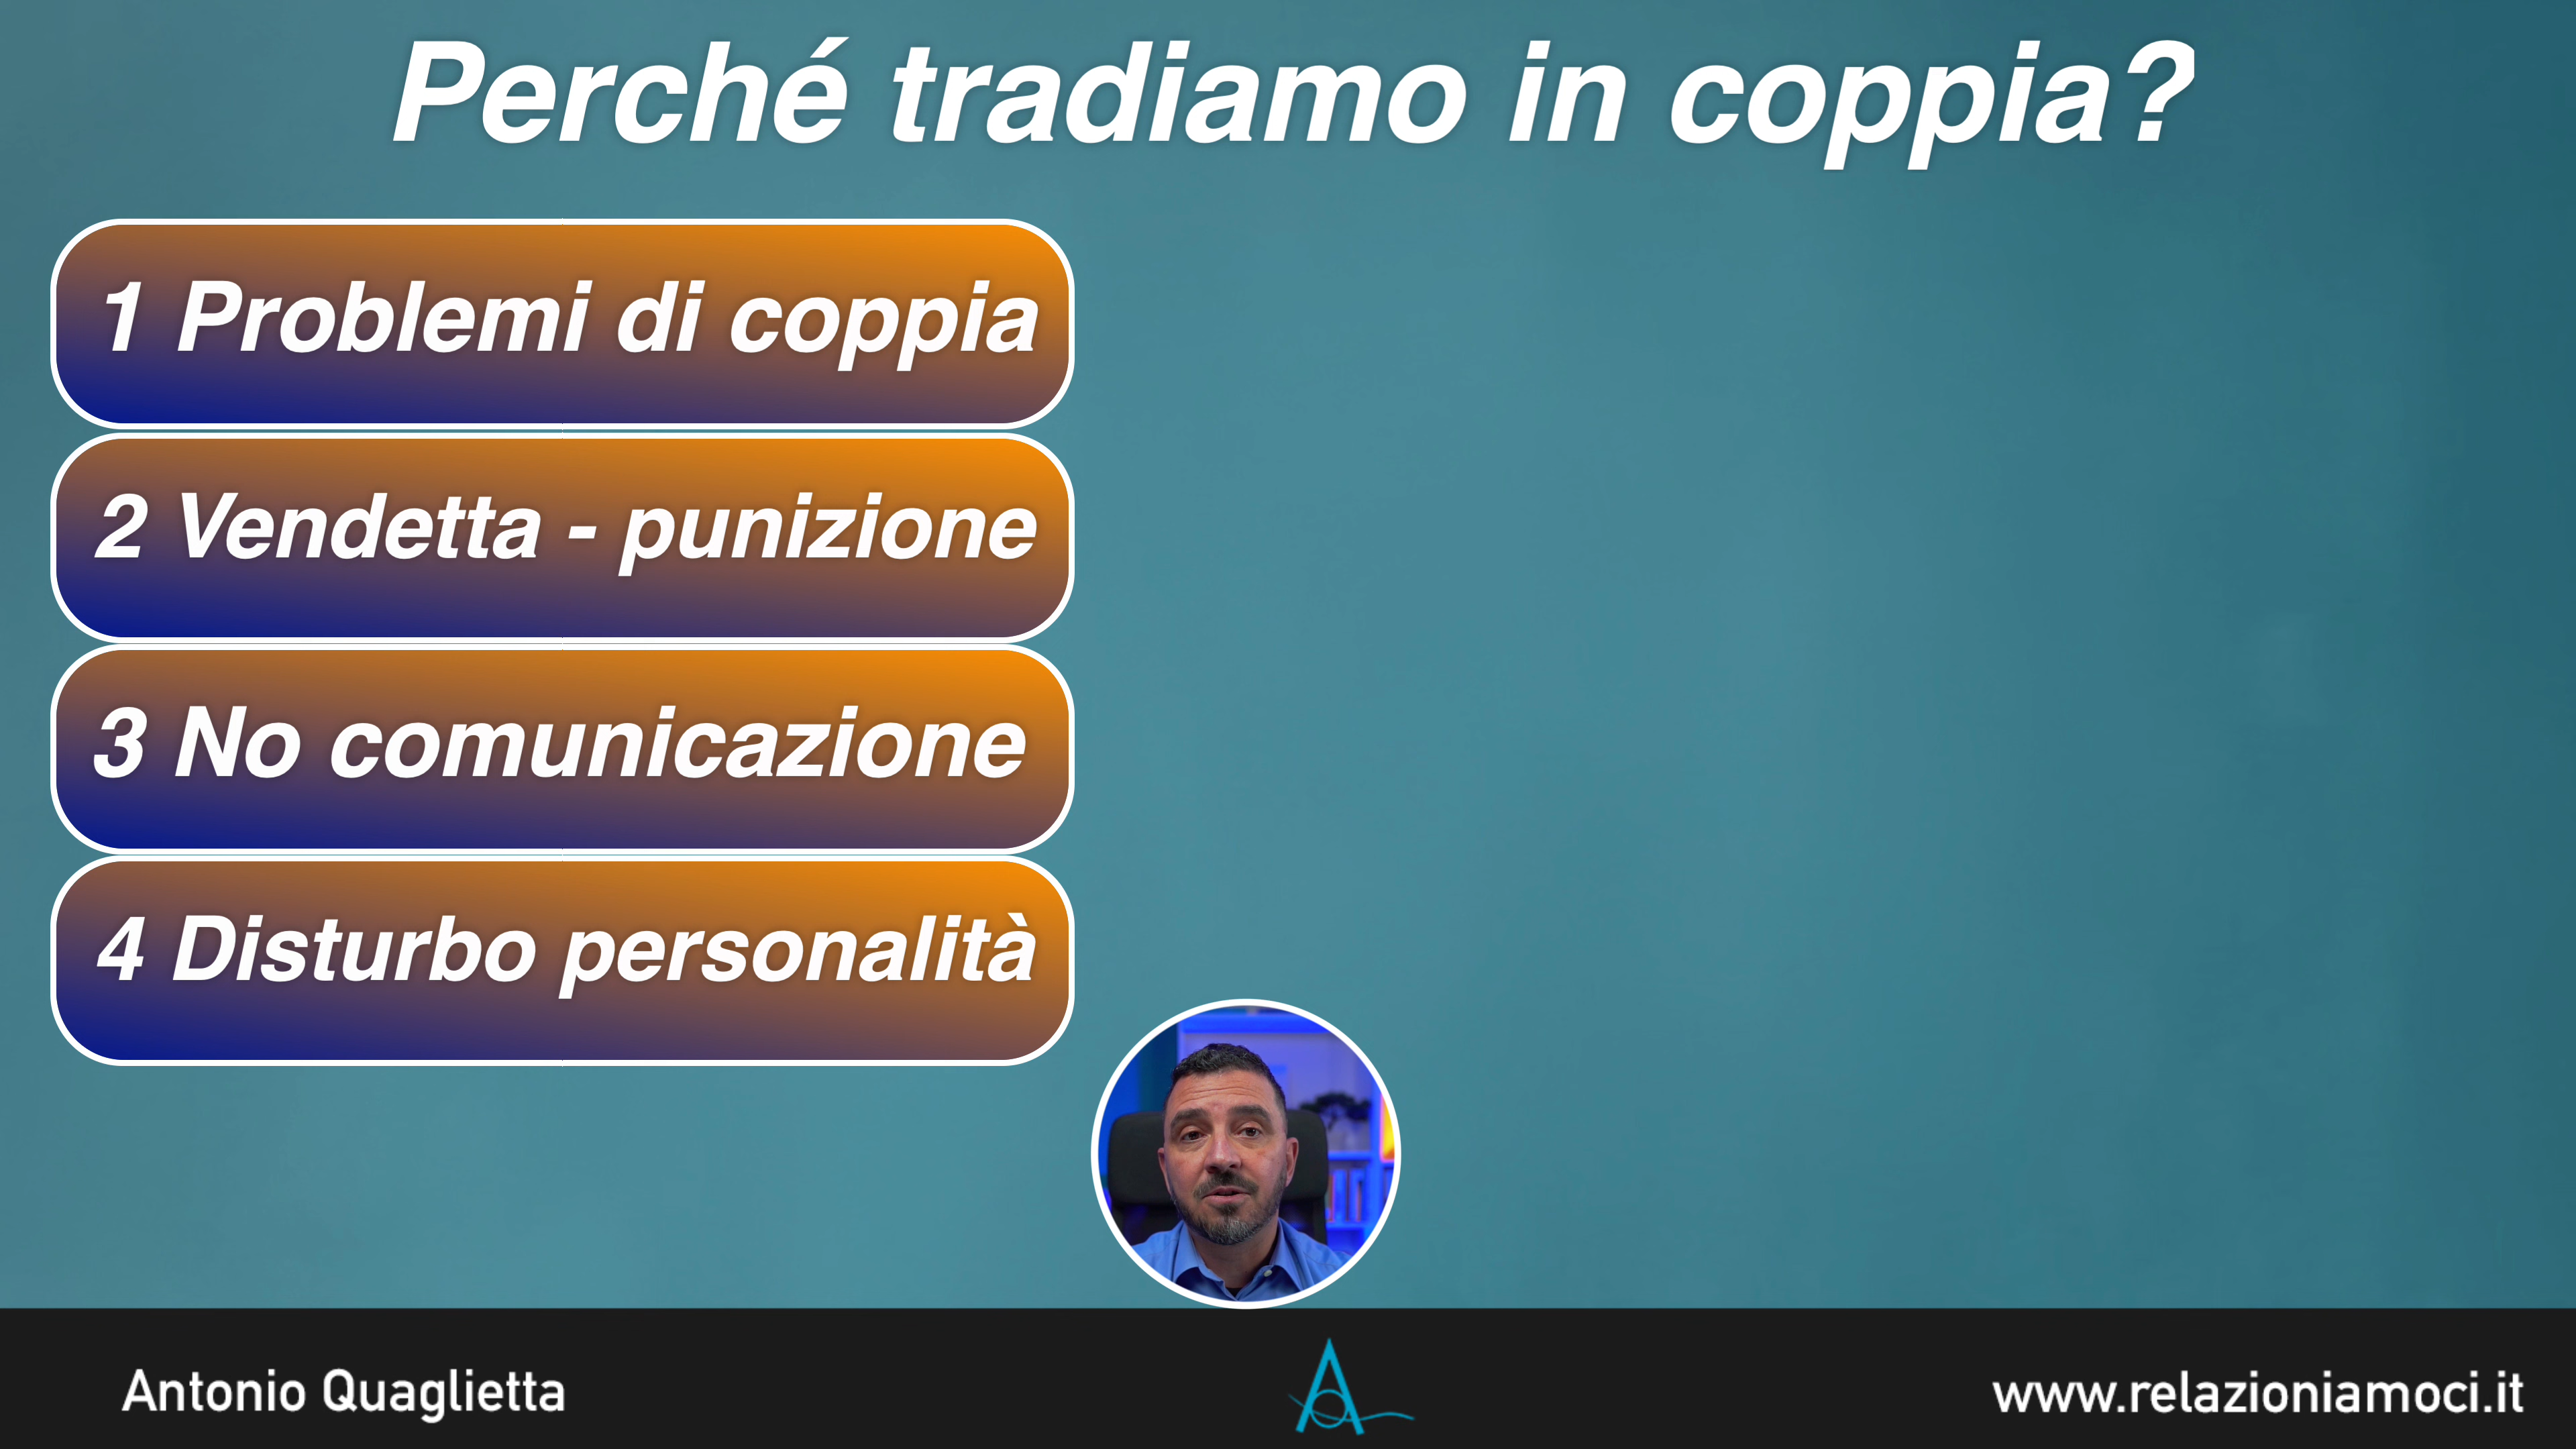 Perché tradiamo in coppia?
1 Problemi di coppia
2 Vendetta - punizione
3 No comunicazione
4 Disturbo personalità
Antonio Quaglietta
www.relazioniamoci.it